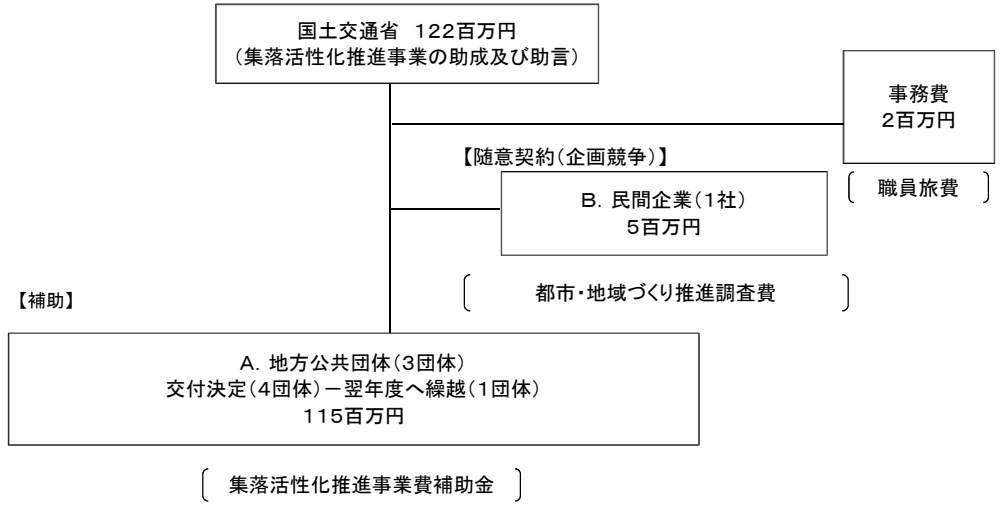 国土交通省　１２２百万円
（集落活性化推進事業の助成及び助言）
事務費
２百万円
職員旅費
【随意契約（企画競争）】
Ｂ．民間企業（１社）
５百万円
都市・地域づくり推進調査費
【補助】
Ａ．地方公共団体（３団体）
交付決定（４団体）－翌年度へ繰越（１団体）
１１５百万円
集落活性化推進事業費補助金